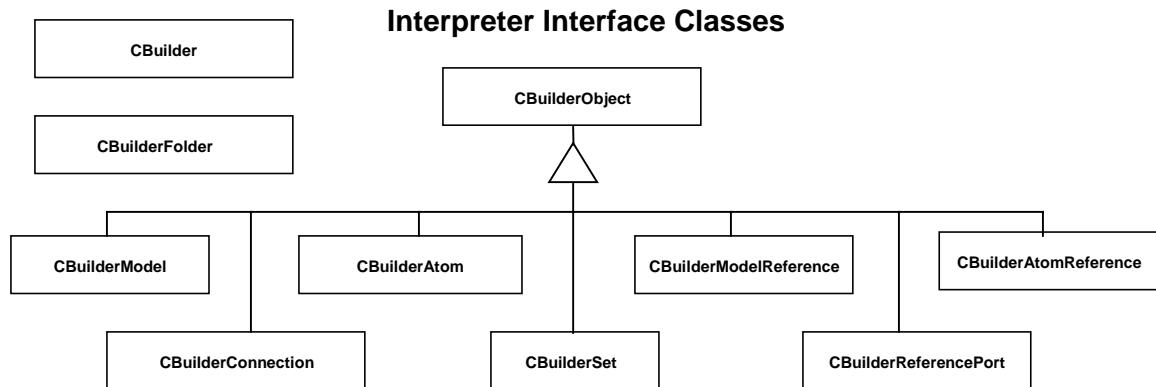 Interpreter Interface Classes
CBuilder
CBuilderObject
CBuilderFolder
CBuilderModel
CBuilderAtom
CBuilderModelReference
CBuilderAtomReference
CBuilderConnection
CBuilderSet
CBuilderReferencePort